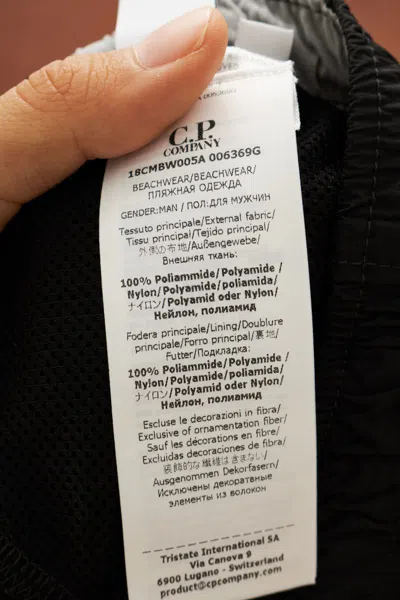 C.P.
COMPANY
18CMBW005A 006369G
BEACHWEAR/BEACHWEAR/
ПЛЯЖНАЯ ОДЕЖДА
GENDER:MAN / ПОЛ:ДЛЯ МУЖЧИН
Tessuto principale/External fabric/
Tissu principal/Tejido principal/
外側の布地/Außengewebe/
Внешняя ткань:
100% Poliammide/Polyamide /
Nylon/Polyamide/poliamida/
ナイロン/Polyamid oder Nylon/
Нейлон, полиамид
Fodera principale/Lining/Doublure
principale/Forro principal/裏地/
Futter/Подкладка:
100% Poliammide/Polyamide /
Nylon/Polyamide/poliamida/
ナイロン/Polyamid oder Nylon/
Нейлон, полиамид
Escluse le decorazioni in fibra/
Exclusive of ornamentation fiber/
Sauf les décorations en fibre/
Excluidas decoraciones de fibra/
装飾的な繊維は含まない/
Ausgenommen Dekorfasern/
Исключены декоратвные
элементы из волокон
Tristate International SA
Via Canova 9
6900 Lugano - Switzerland
product@cpcompany.com